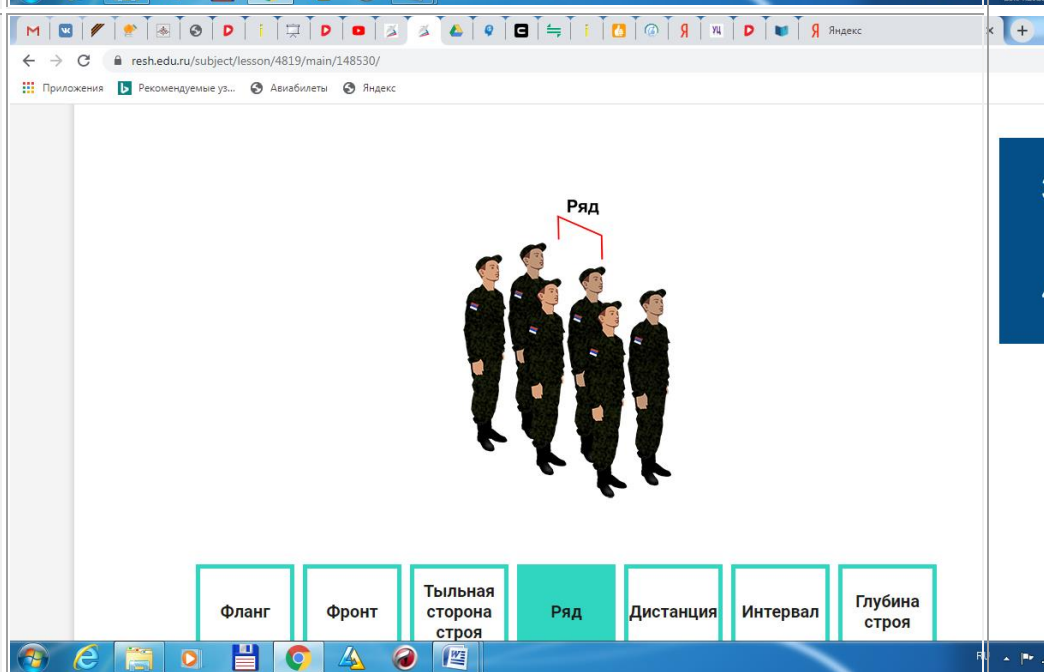 Яндекс
resh.edu.ru/subject/lesson/4819/main/148530/
Приложения Рекомендуемые уз... Авиабилеты Яндекс
Ряд
Фланг
Фронт
Тыльная
сторона
строя
Ряд
Дистанция
Интервал
Глубина
строя